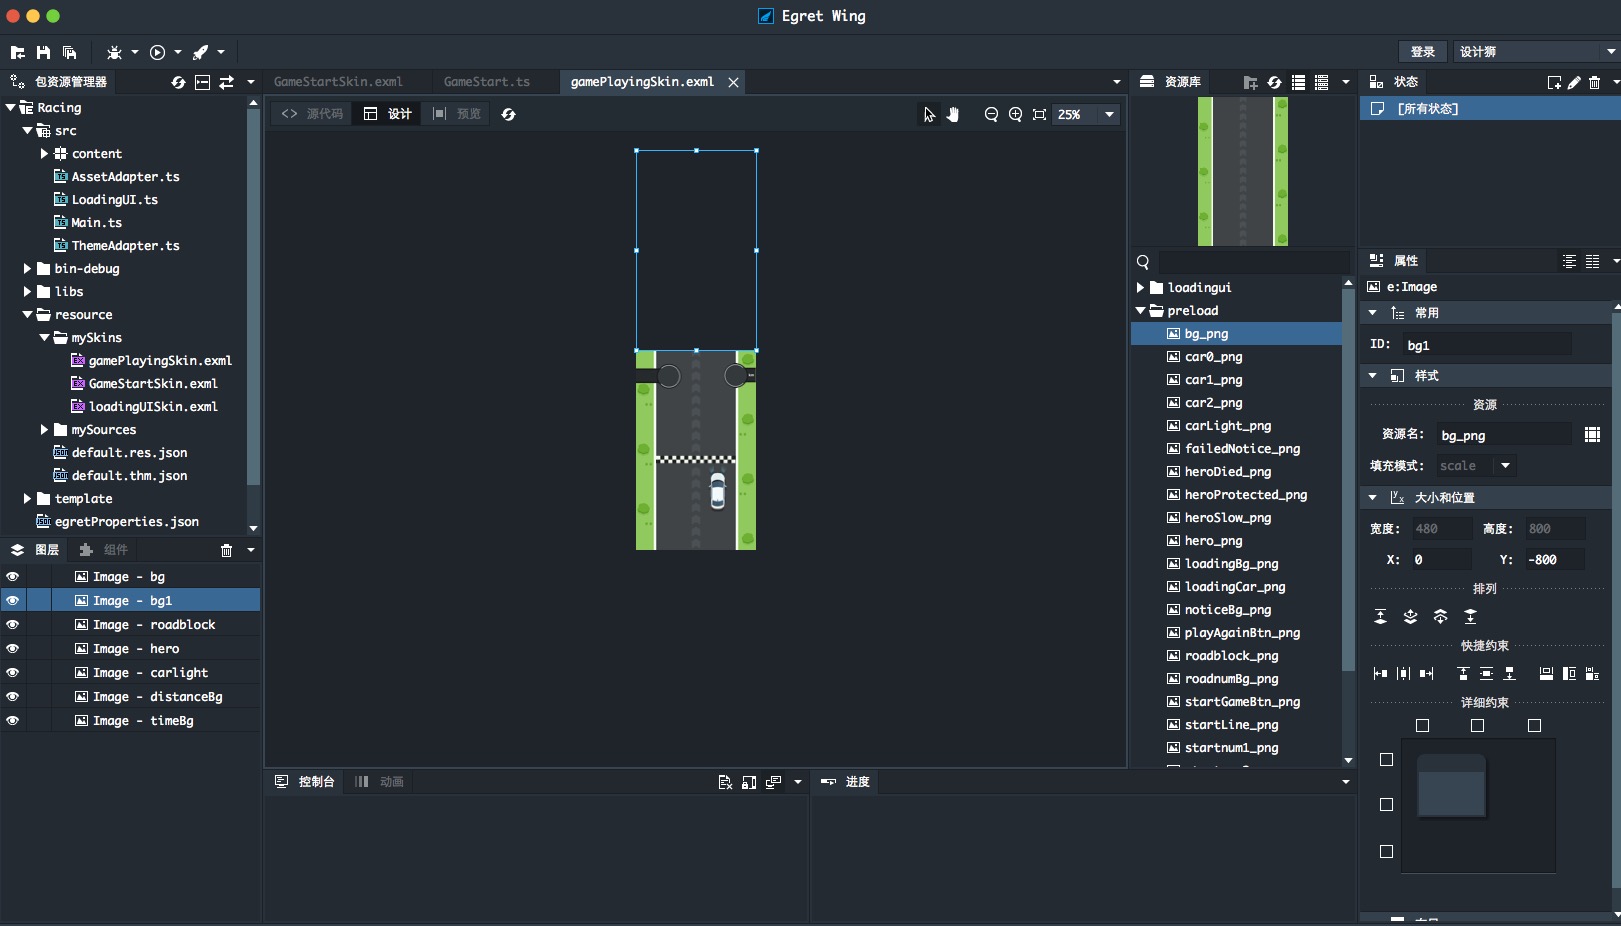 Egret Wing
登录
设计狮
包资源管理器
Racing
src
content
AssetAdapter.ts
LoadingUI.ts
Main.ts
ThemeAdapter.ts
bin-debug
libs
resource
mySkins
gamePlayingSkin.exml
GameStartSkin.exml
loadingUISkin.exml
mySources
default.res.json
default.thm.json
template
egretProperties.json
图层
组件
Image - bg
Image - bg1
Image - roadblock
Image - hero
Image - carlight
Image - distanceBg
Image - timeBg
GameStartSkin.exml
GameStart.ts
gamePlayingSkin.exml
<> 源代码
设计
预览
25%
控制台
动画
进度
资源库
loadingui
preload
bg_png
car0_png
car1_png
car2_png
carLight_png
failedNotice_png
heroDied_png
heroProtected_png
heroSlow_png
hero_png
loadingBg_png
loadingCar_png
noticeBg_png
playAgainBtn_png
roadblock_png
roadnumBg_png
startGameBtn_png
startLine_png
startnum1_png
状态
[所有状态]
属性
e:Image
常用
ID: bg1
样式
资源
资源名: bg_png
填充模式: scale
大小和位置
宽度: 480 高度: 800
X: 0 Y: -800
排列
快捷约束
详细约束